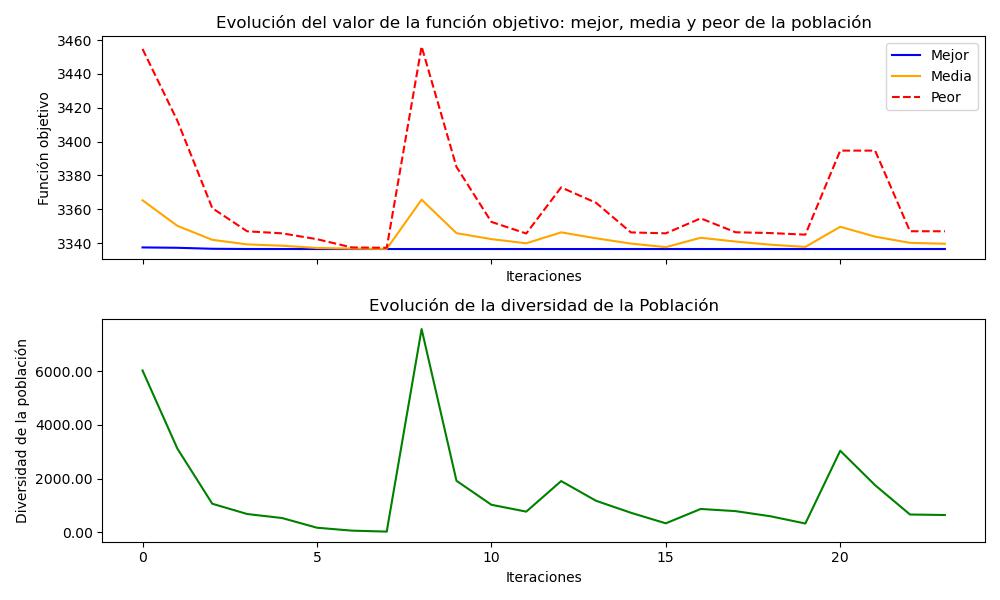 Evolución del valor de la función objetivo: mejor, media y peor de la población
Función objetivo
3460
3440
3420
3400
3380
3360
3340
Mejor
Media
Peor
Iteraciones
Evolución de la diversidad de la Población
Diversidad de la población
6000.00
4000.00
2000.00
0.00
0 5 10 15 20
Iteraciones